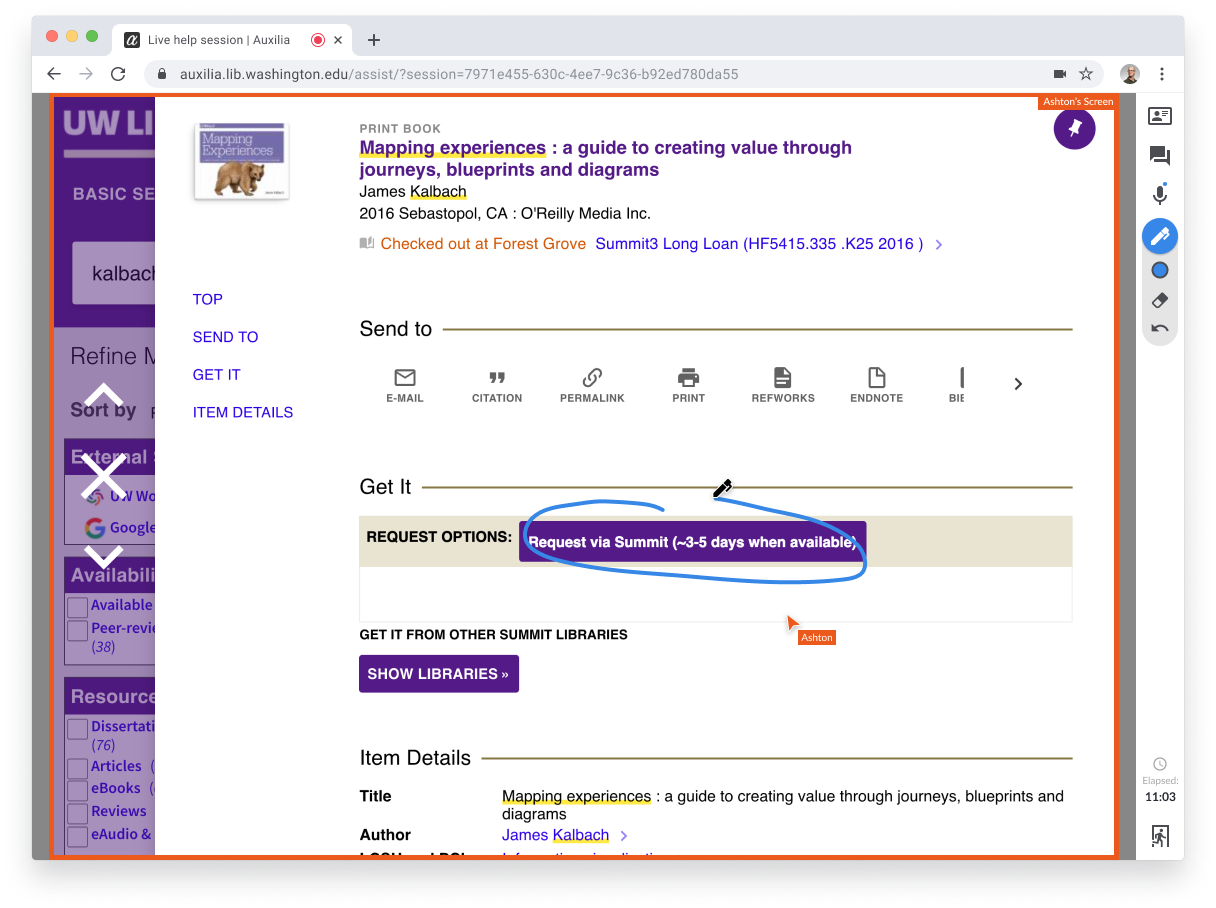 Live help session | Auxilia
auxilia.lib.washington.edu/assist/?session=7971e455-630c-4ee7-9c36-b92ed780da55
Ashton's Screen
UW LI
BASIC SE
kalbach
Refine M
Sort by
External
UW Wo
Google
Availabili
Available
Peer-revie
(38)
Resource
Dissertati
(76)
Articles (
eBooks (
Reviews
eAudio &
Mapping
Experiences
TOP
SEND TO
GET IT
ITEM DETAILS
PRINT BOOK
Mapping experiences : a guide to creating value through
journeys, blueprints and diagrams
James Kalbach
2016 Sebastopol, CA : O'Reilly Media Inc.
Checked out at Forest Grove Summit3 Long Loan (HF5415.335 .K25 2016 )
Send to
E-MAIL CITATION PERMALINK PRINT REFWORKS ENDNOTE BIE
Get It
REQUEST OPTIONS: Request via Summit (~3-5 days when available)
Ashton
GET IT FROM OTHER SUMMIT LIBRARIES
SHOW LIBRARIES »
Item Details
Title Mapping experiences : a guide to creating value through journeys, blueprints and
diagrams
Author James Kalbach
Elapsed:
11:03